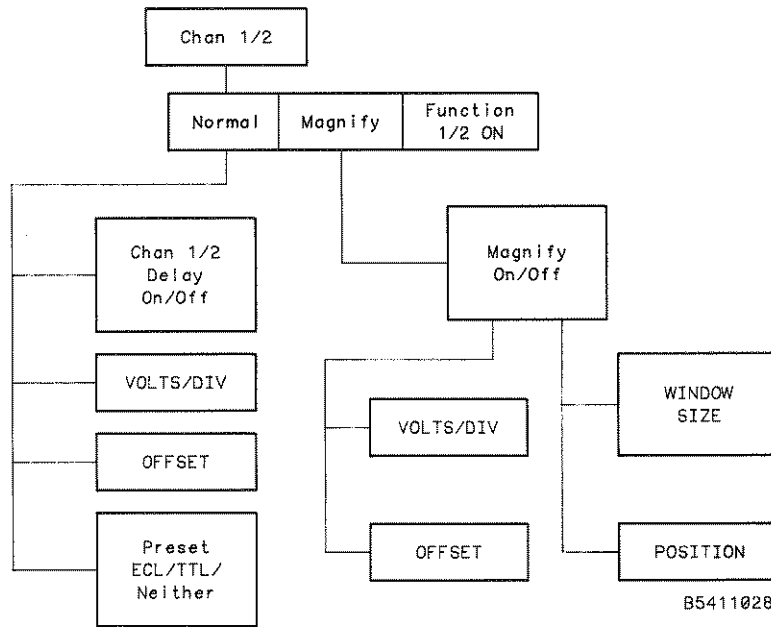 Chan 1/2
Normal
Magnify
Function
1/2 ON
Chan 1/2
Delay
On/Off
VOLTS/DIV
OFFSET
Preset
ECL/TTL/
Neither
Magnify
On/Off
VOLTS/DIV
OFFSET
WINDOW
SIZE
POSITION
B5411028